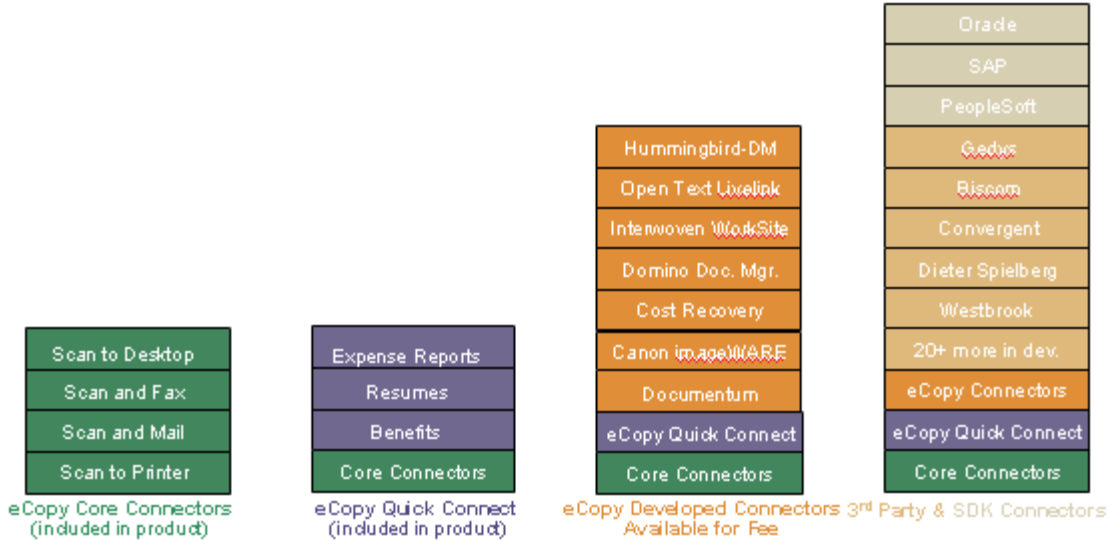 Scan to Desktop
Scan and Fax
Scan and Mail
Scan to Printer
eCopy Core Connectors
(included in product)
Expense Reports
Resumes
Benefits
Core Connectors
eCopy Quick Connect
(included in product)
Hummingbird-DM
Open Text Livelink
Interwoven WorkSite
Domino Doc. Mgr.
Cost Recovery
Canon imageWARE
Documentum
eCopy Quick Connect
Core Connectors
eCopy Developed Connectors
Available for Fee
Oracle
SAP
PeopleSoft
Gedys
Biscom
Convergent
Dieter Spielberg
Westbrook
20+ more in dev.
eCopy Connectors
eCopy Quick Connect
Core Connectors
3rd Party & SDK Connectors